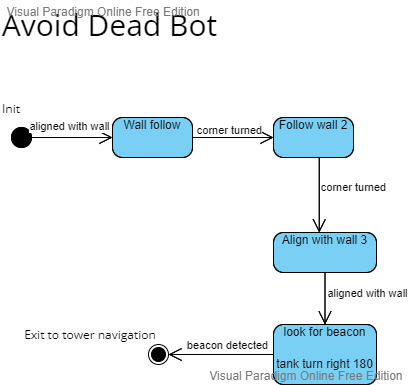 Visual Paradigm Online Free Edition
Avoid Dead Bot
Init
aligned with wall
Wall follow
corner turned
Follow wall 2
corner turned
Align with wall 3
aligned with wall
Exit to tower navigation
beacon detected
look for beacon
tank turn right 180
Visual Paradigm Online Free Edition